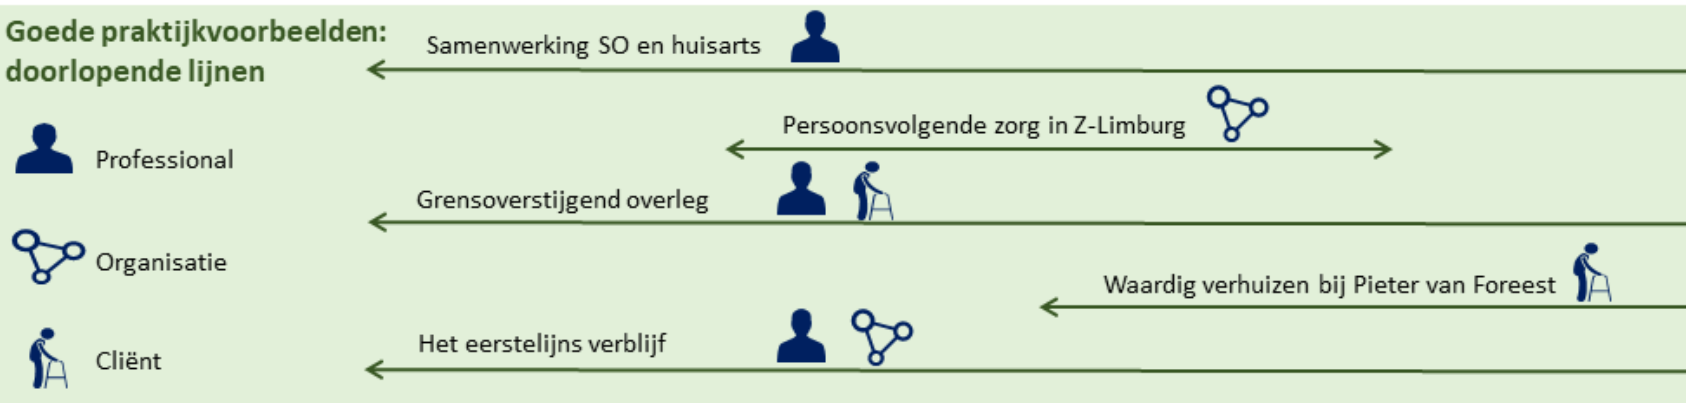 Goede praktijkvoorbeelden:
doorlopende lijnen
Samenwerking SO en huisarts
Persoonsvolgende zorg in Z-Limburg
Professional
Grensoverstijgend overleg
Organisatie
Waardig verhuizen bij Pieter van Foreest
Het eerstelijns verblijf
Cliënt